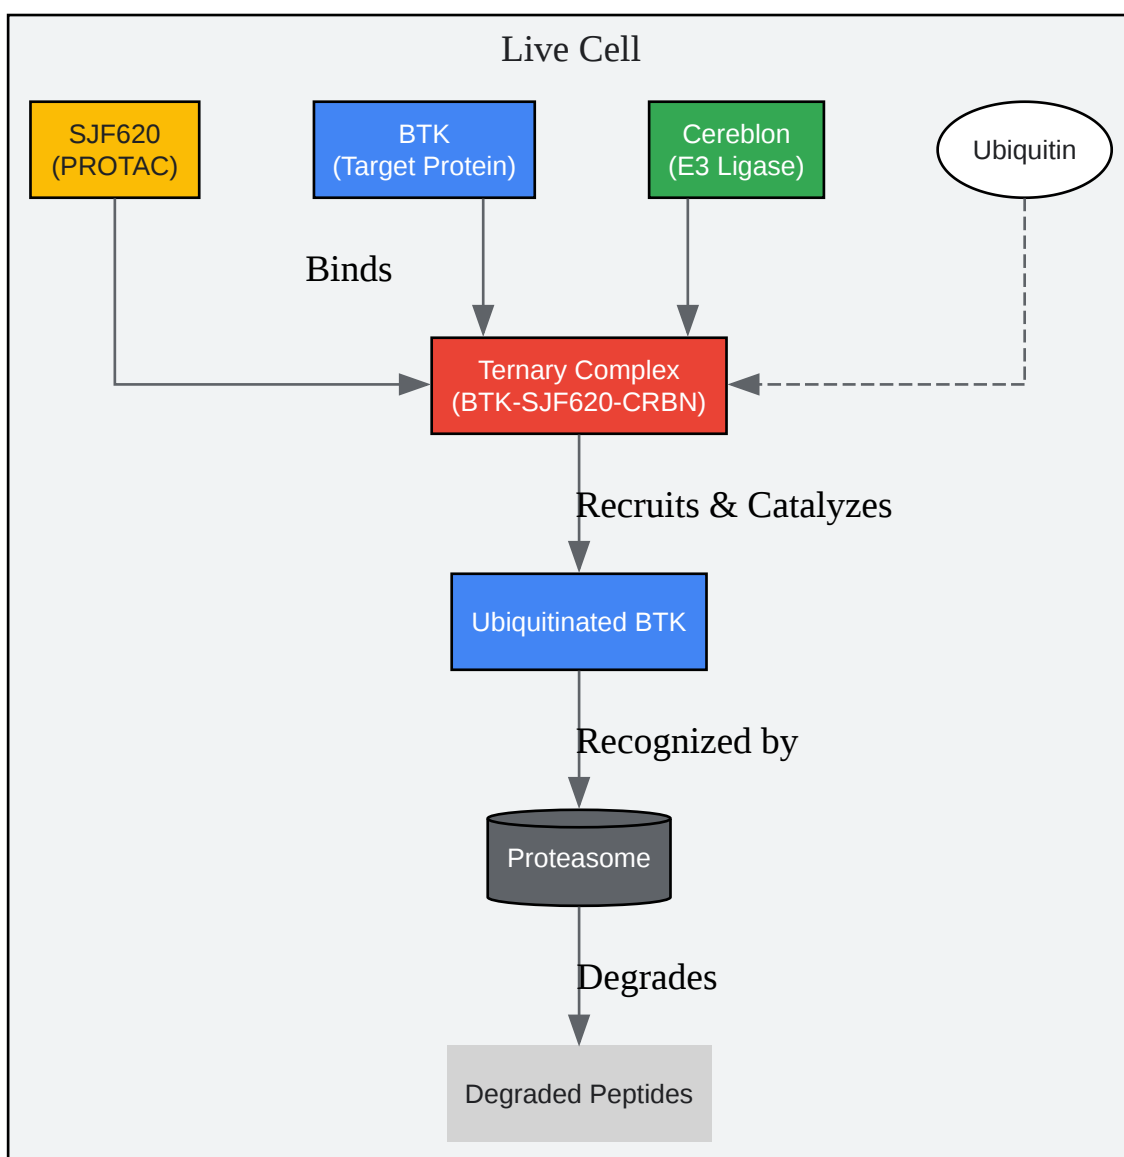 Live Cell
SJF620
(PROTAC)
BTK
(Target Protein)
Cereblon
(E3 Ligase)
Ubiquitin
Binds
Ternary Complex
(BTK-SJF620-CRBN)
Recruits & Catalyzes
Ubiquitinated BTK
Recognized by
Proteasome
Degrades
Degraded Peptides